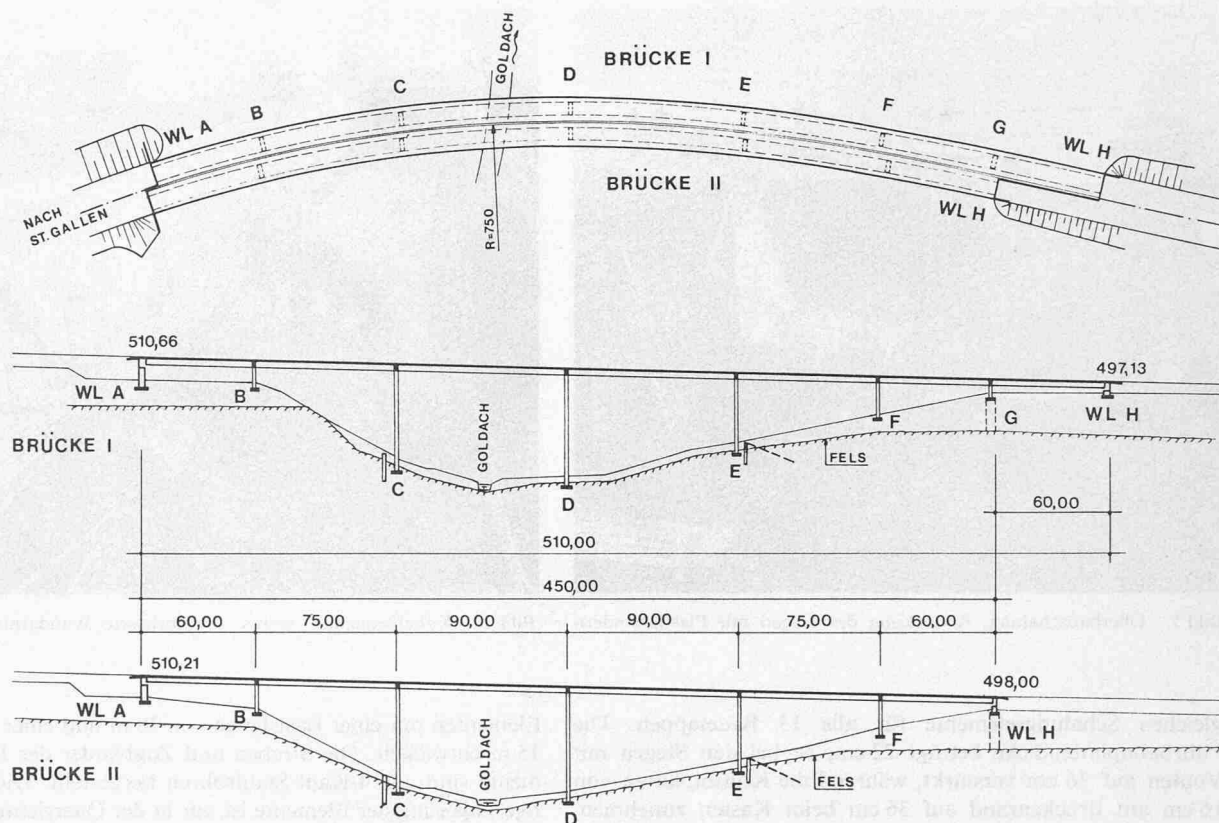 BRÜCKE I
GOLDACH
D
C
E
B
F
G
WL A
WL H
BRÜCKE II
WL H
NACH
ST. GALLEN
R=750
510,66
497,13
WL A
B
F
G
WL H
BRÜCKE I
GOLDACH
FELS
C
D
E
60,00
510,00
450,00
60,00
75,00
90,00
90,00
75,00
60,00
510,21
498,00
WL A
B
F
WL H
BRÜCKE II
GOLDACH
E
FELS
C
D